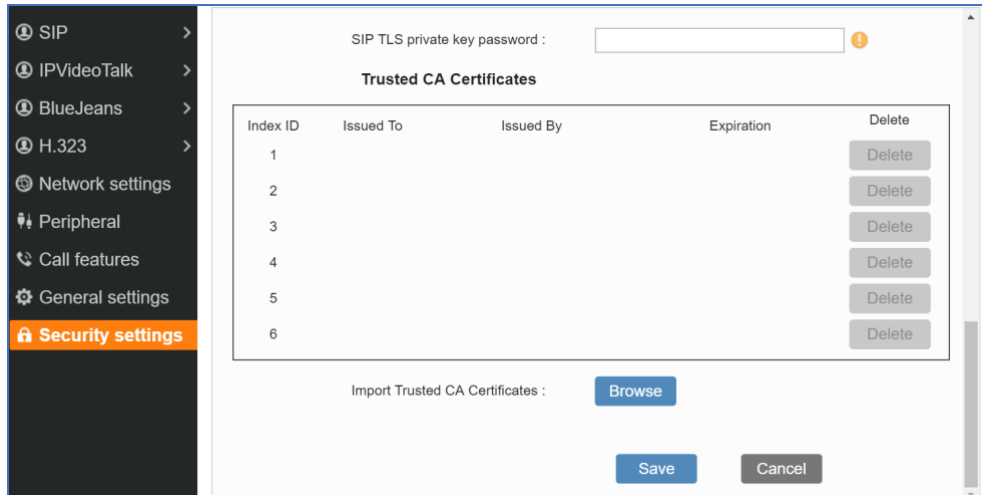 SIP
IPVideoTalk
BlueJeans
H.323
Network settings
Peripheral
Call features
General settings
Security settings
SIP TLS private key password :
Trusted CA Certificates
Index ID Issued To Issued By Expiration Delete
1 Delete
2 Delete
3 Delete
4 Delete
5 Delete
6 Delete
Import Trusted CA Certificates : Browse
Save Cancel